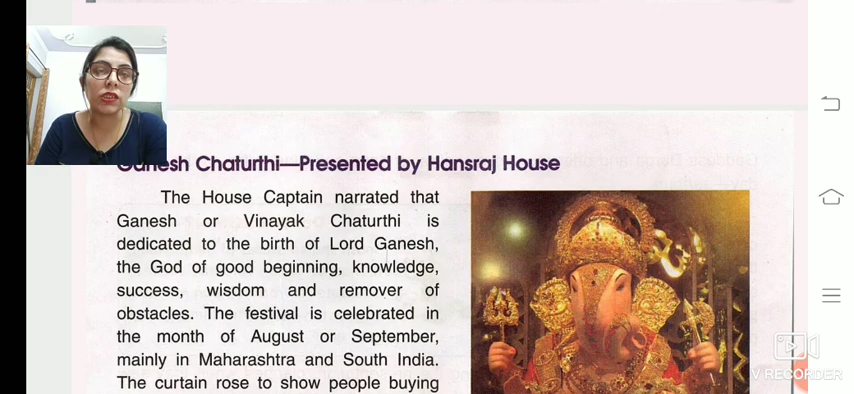 Ganesh Chaturthi—Presented by Hansraj House
The House Captain narrated that
Ganesh or Vinayak Chaturthi is
dedicated to the birth of Lord Ganesh,
the God of good beginning, knowledge,
success, wisdom and remover of
obstacles. The festival is celebrated in
the month of August or September,
mainly in Maharashtra and South India.
The curtain rose to show people buying
V RECORDER